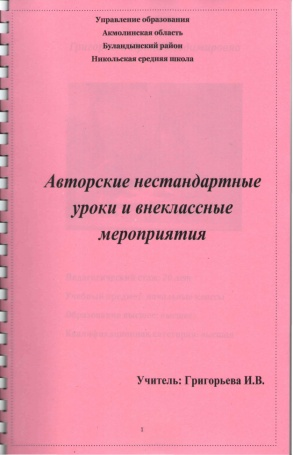 Управление образования
Акмолинская область
Буландынский район
Никольская средняя школа
Авторские нестандартные
уроки и внеклассные
мероприятия
Учитель: Григорьева И.В.
1